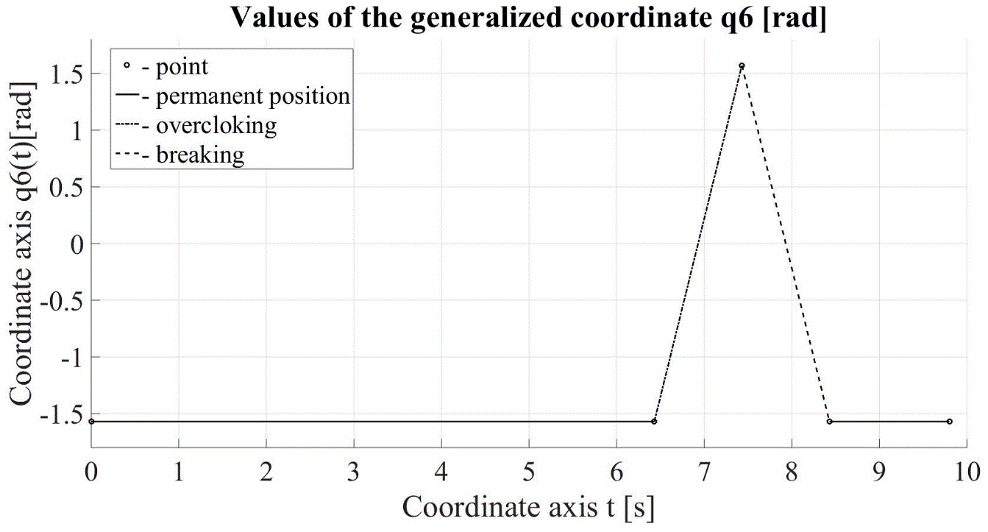 Values of the generalized coordinate q6 [rad]
- point
- permanent position
- overcloking
- breaking
Coordinate axis q6(t)[rad]
1.5
1
0.5
0
-0.5
-1
-1.5
0 1 2 3 4 5 6 7 8 9 10
Coordinate axis t [s]